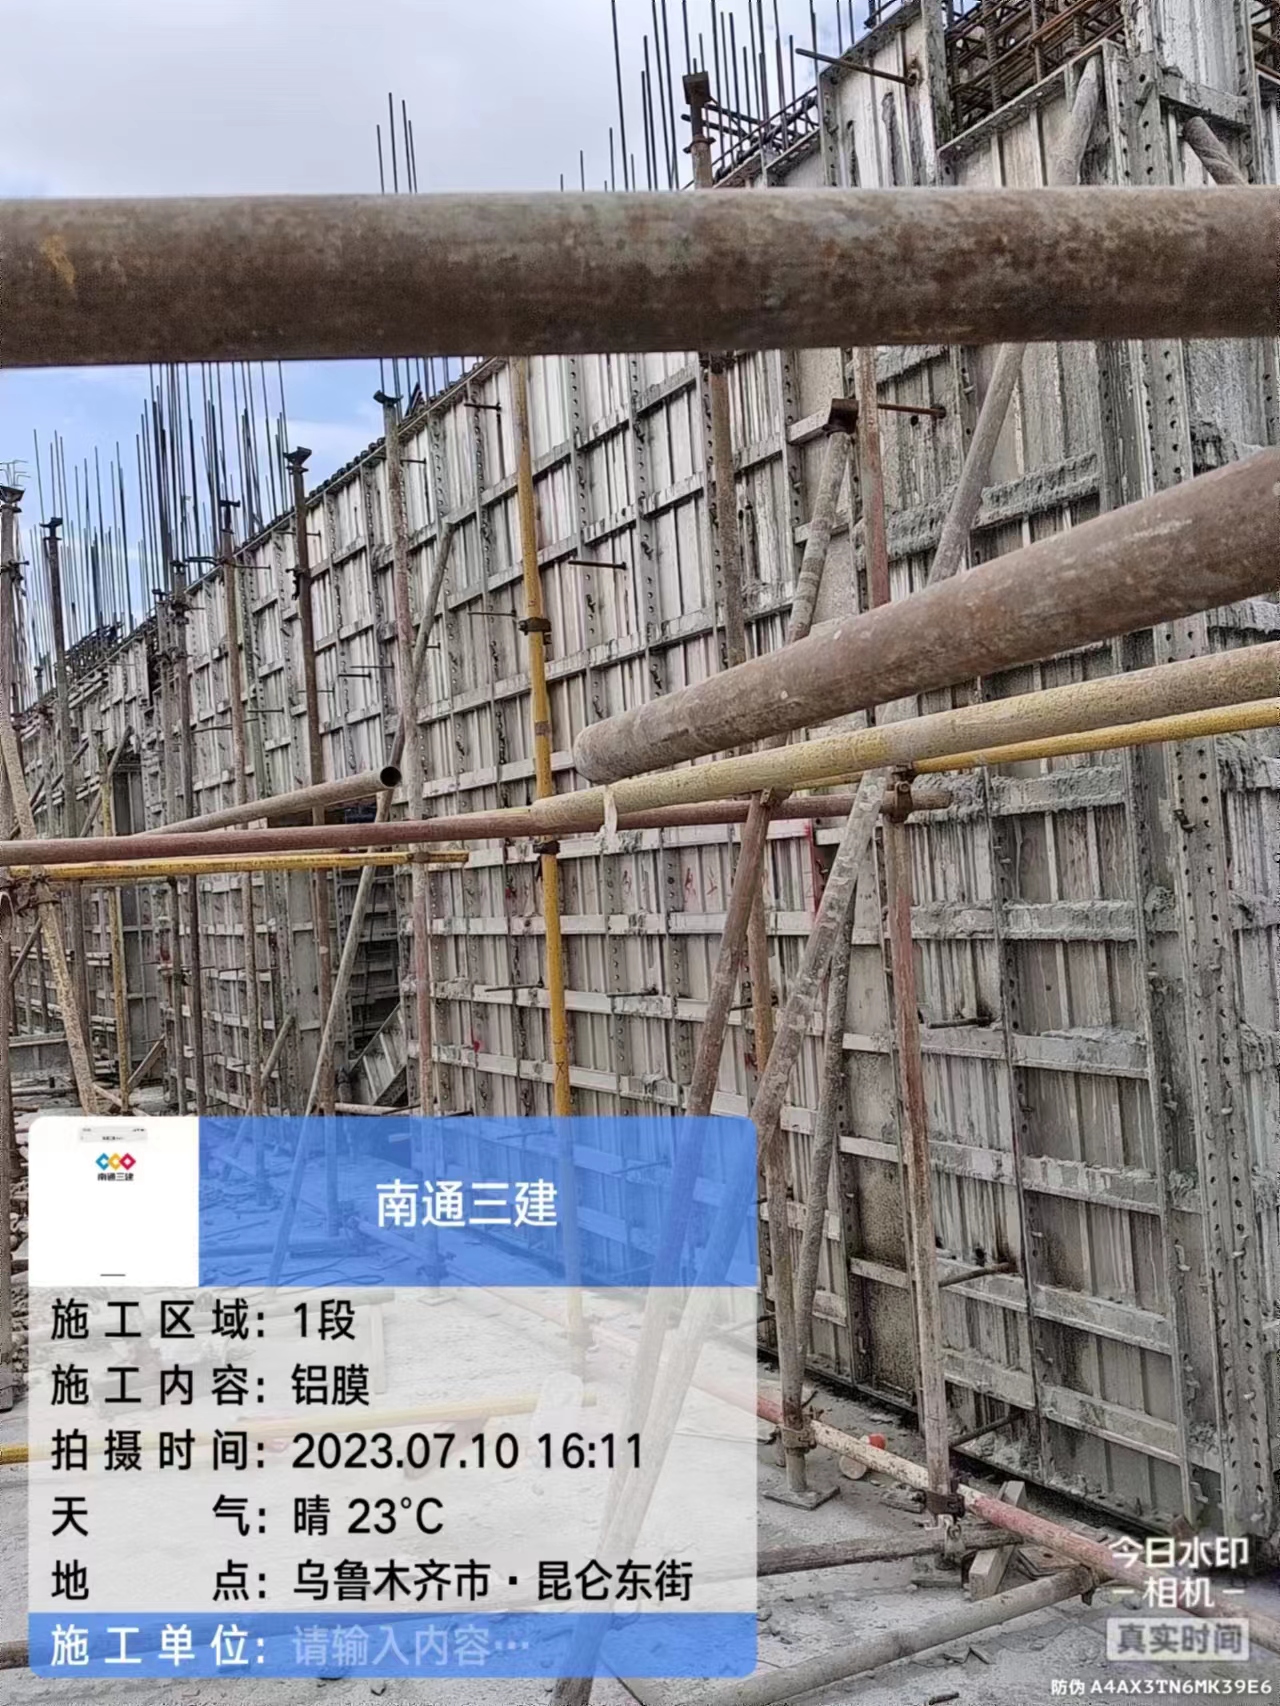 南通三建
南通三建
施工区域：1段
施工内容：铝膜
拍摄时间：2023.07.10 16:11
天气：晴 23℃
地点：乌鲁木齐市·昆仑东街
施工单位：请输入内容…
今日水印
相机
真实时间
防伪 A4AX3TN6MK39E6